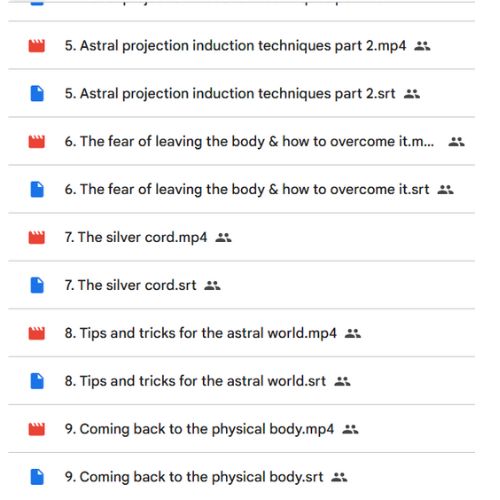 5. Astral projection induction techniques part 2.mp4
5. Astral projection induction techniques part 2.srt
6. The fear of leaving the body & how to overcome it.m...
6. The fear of leaving the body & how to overcome it.srt
7. The silver cord.mp4
7. The silver cord.srt
8. Tips and tricks for the astral world.mp4
8. Tips and tricks for the astral world.srt
9. Coming back to the physical body.mp4
9. Coming back to the physical body.srt